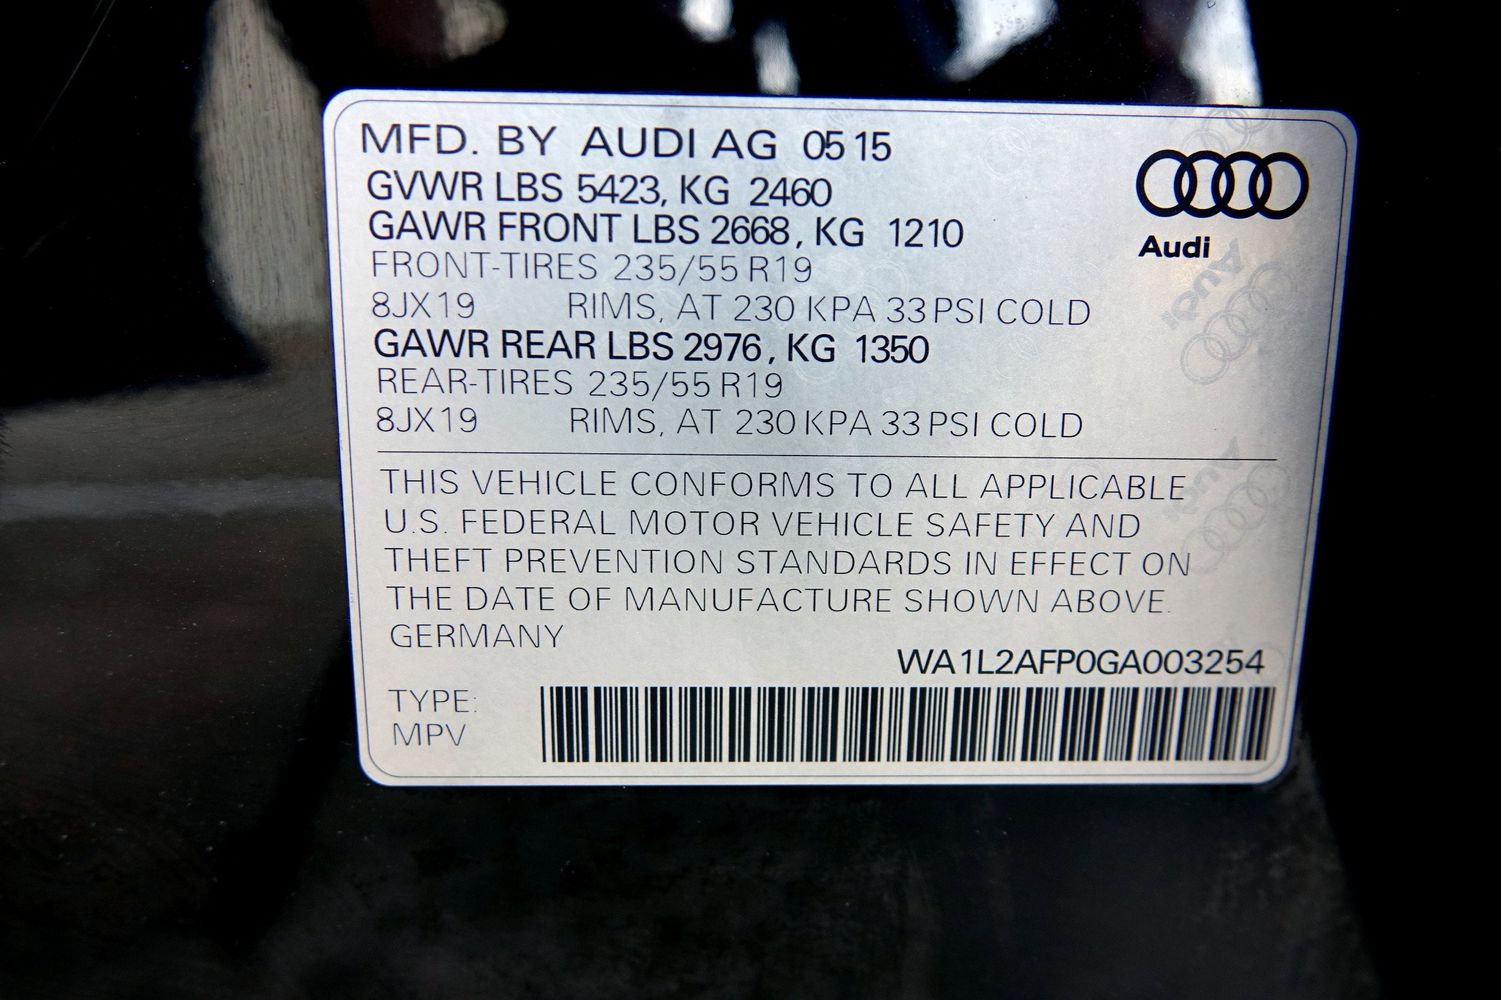 MFD. BY AUDI AG 05 15
GVWR LBS 5423, KG 2460
GAWR FRONT LBS 2668, KG 1210
FRONT-TIRES 235/55 R19
8JX19 RIMS, AT 230 KPA 33 PSI COLD
GAWR REAR LBS 2976, KG 1350
REAR-TIRES 235/55 R19
8JX19 RIMS, AT 230 KPA 33 PSI COLD
Audi
THIS VEHICLE CONFORMS TO ALL APPLICABLE
U.S. FEDERAL MOTOR VEHICLE SAFETY AND
THEFT PREVENTION STANDARDS IN EFFECT ON
THE DATE OF MANUFACTURE SHOWN ABOVE.
GERMANY
WA1L2AFP0GA003254
TYPE:
MPV
Audi
Audi